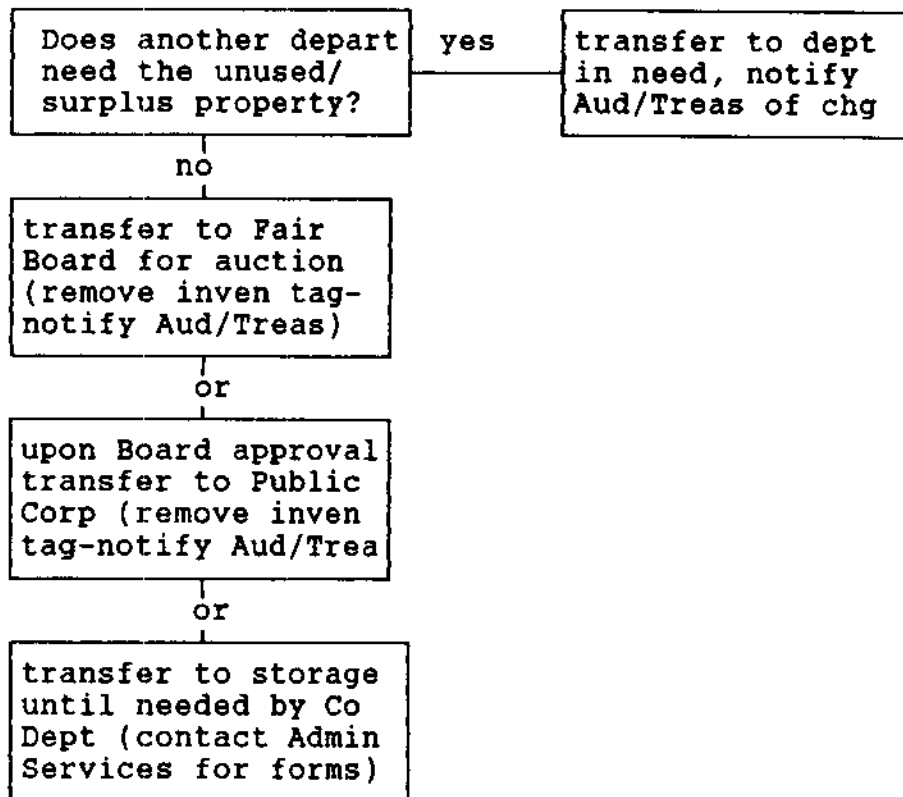 Does another depart
need the unused/
surplus property?
yes
transfer to dept
in need, notify
Aud/Treas of chg
no
transfer to Fair
Board for auction
(remove inven tag-
notify Aud/Treas)
or
upon Board approval
transfer to Public
Corp (remove inven
tag-notify Aud/Trea
or
transfer to storage
until needed by Co
Dept (contact Admin
Services for forms)